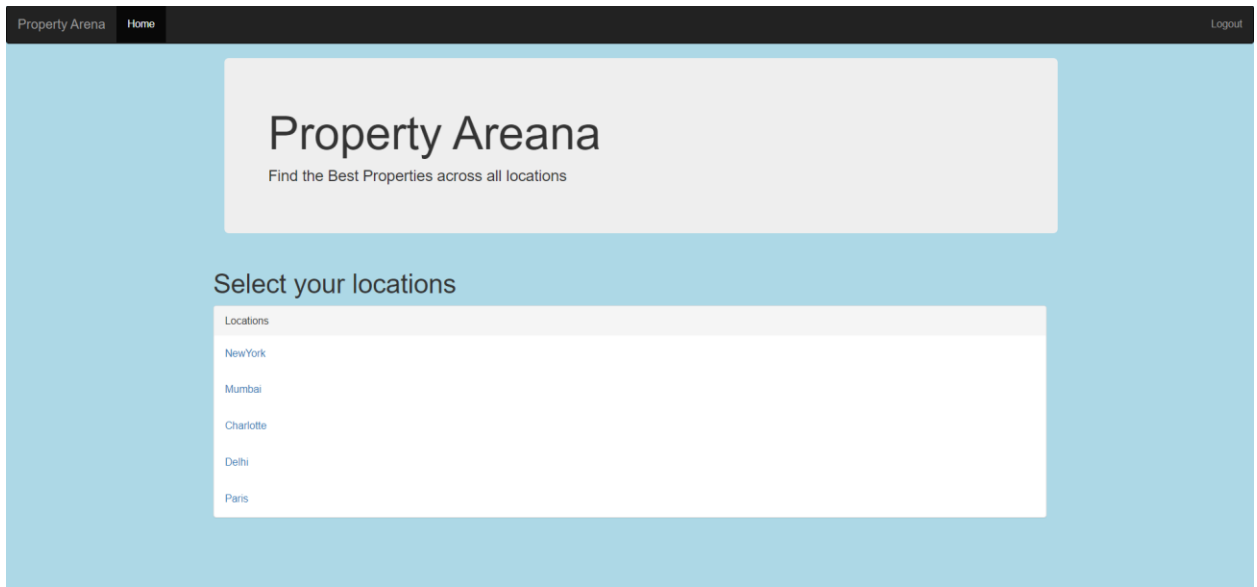 Property Arena Home Logout
Property Areana
Find the Best Properties across all locations
Select your locations
Locations
NewYork
Mumbai
Charlotte
Delhi
Paris